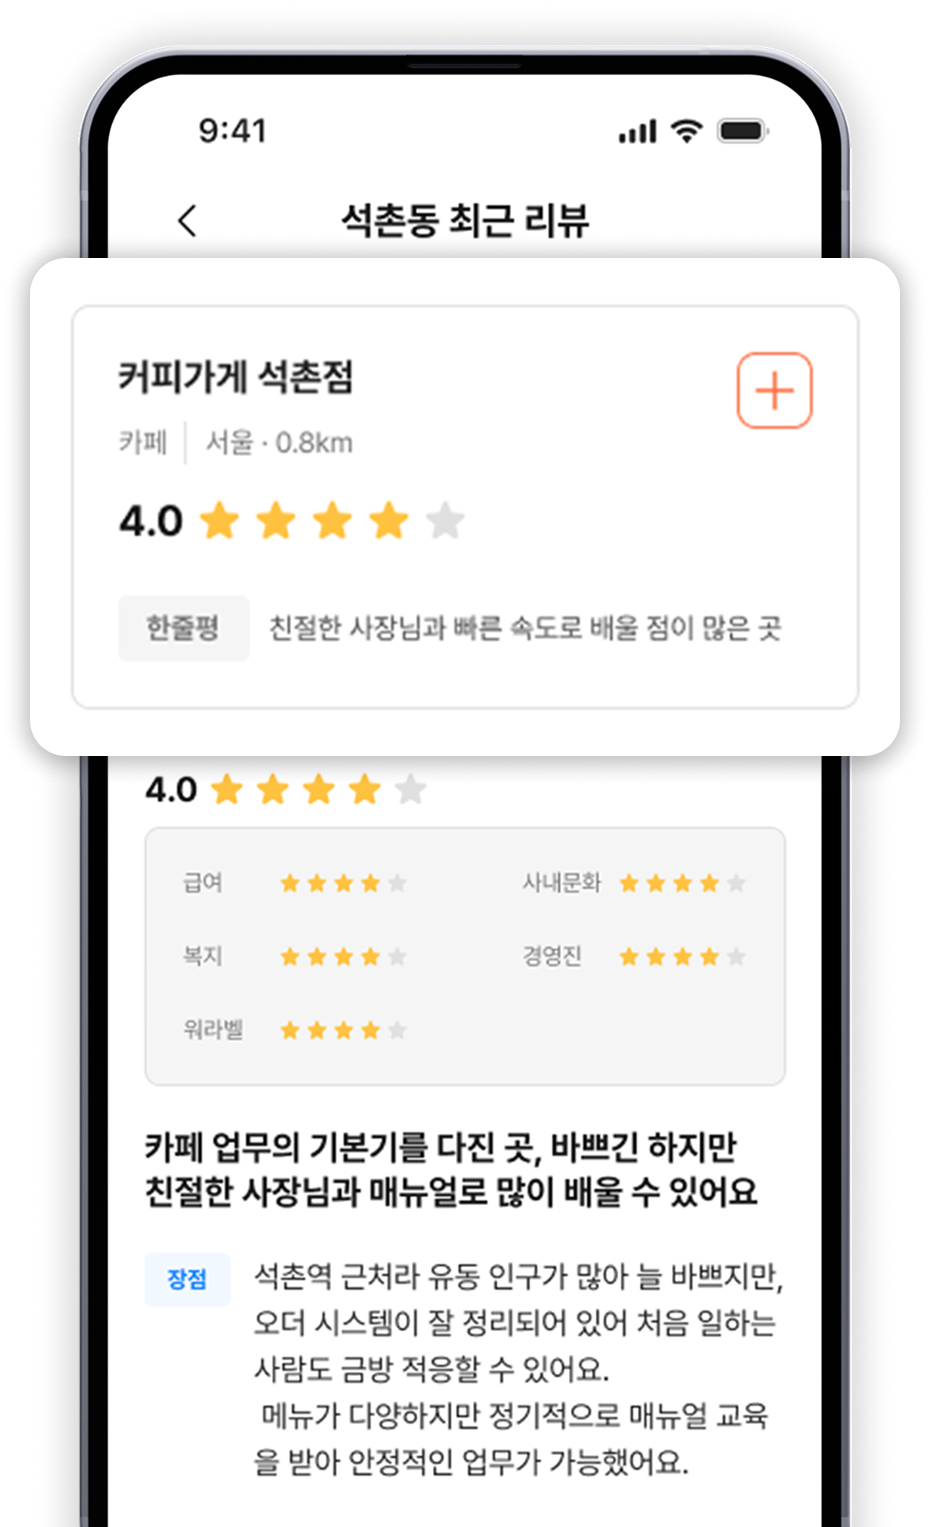 9:41
석촌동 최근 리뷰
커피가게 석촌점
카페 서울 · 0.8km
4.0
한줄평 친절한 사장님과 빠른 속도로 배울 점이 많은 곳
4.0
급여 사내문화
복지 경영진
워라벨
카페 업무의 기본기를 다진 곳, 바쁘긴 하지만
친절한 사장님과 매뉴얼로 많이 배울 수 있어요
장점 석촌역 근처라 유동 인구가 많아 늘 바쁘지만,
오더 시스템이 잘 정리되어 있어 처음 일하는
사람도 금방 적응할 수 있어요.
메뉴가 다양하지만 정기적으로 매뉴얼 교육
을 받아 안정적인 업무가 가능했어요.